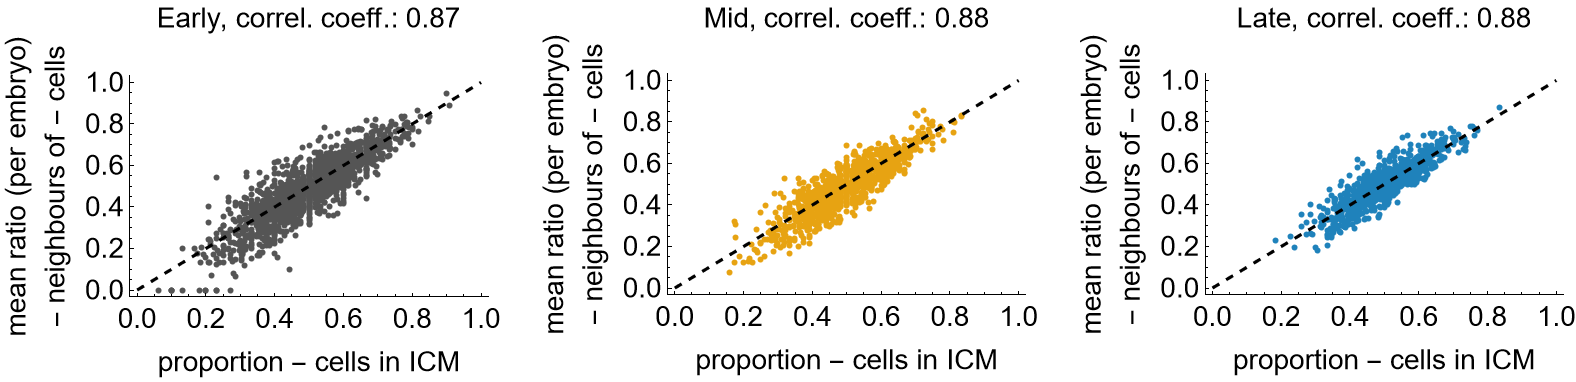 Early, correl. coeff.: 0.87
mean ratio (per embryo)
− neighbours of − cells
1.0
0.8
0.6
0.4
0.2
0.0
0.0 0.2 0.4 0.6 0.8 1.0
proportion − cells in ICM
Mid, correl. coeff.: 0.88
mean ratio (per embryo)
− neighbours of − cells
1.0
0.8
0.6
0.4
0.2
0.0
0.0 0.2 0.4 0.6 0.8 1.0
proportion − cells in ICM
Late, correl. coeff.: 0.88
mean ratio (per embryo)
− neighbours of − cells
1.0
0.8
0.6
0.4
0.2
0.0
0.0 0.2 0.4 0.6 0.8 1.0
proportion − cells in ICM